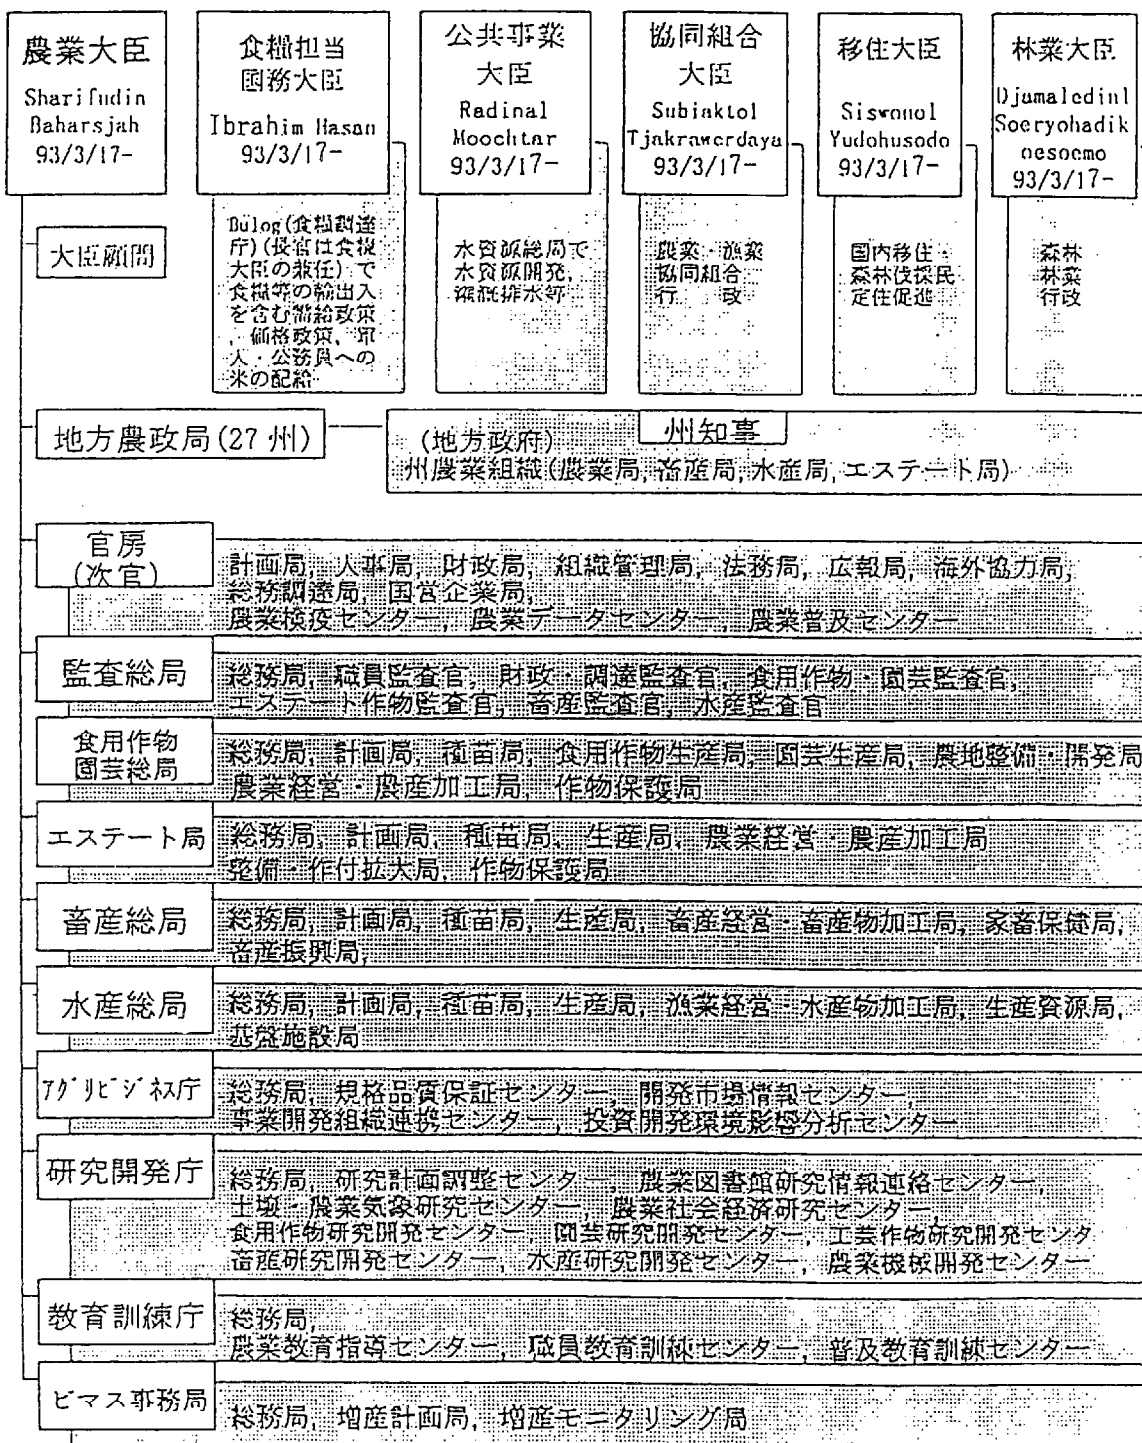 農業大臣
Sharifudin
Baharsjah
93/3/17-
食糧担当
国務大臣
Ibrahim Hasan
93/3/17-
公共事業
大臣
Radinal
Moochtar
93/3/17-
協同組合
大臣
Subiaktol
Tjakrawerdaya
93/3/17-
移住大臣
Siswonol
Yudohusodo
93/3/17-
林業大臣
Djamaledinl
Soeryohadik
oesoemo
93/3/17-
大臣顧問
Bulog(食糧調達
庁)(長官は食糧
大臣の兼任)で
食糧等の輸出入
を含む需給政策
,価格政策,軍
人・公務員への
米の配給
水資源総局で
水資源開発,
灌漑排水等
農業・漁業
協同組合
行 政
国内移住・
森林伐採民
定住促進
森林
林業
行政
地方農政局(27州)
州知事
(地方政府)
州農業組織(農業局,畜産局,水産局,エステート局)
官房
(次官)
計画局, 人事局, 財政局, 組織管理局, 法務局, 広報局, 海外協力局,
総務調達局, 国営企業局,
農業検疫センター, 農業データセンター, 農業普及センター
監査総局
総務局, 職員監査官, 財政・調達監査官, 食用作物・園芸監査官,
エステート作物監査官, 畜産監査官, 水産監査官
食用作物
園芸総局
総務局, 計画局, 種苗局, 食用作物生産局, 園芸生産局, 農地整備・開発局
農業経営・農産加工局, 作物保護局
エステート局
総務局, 計画局, 種苗局, 生産局, 農業経営・農産加工局
整備・作付拡大局, 作物保護局
畜産総局
総務局, 計画局, 種苗局, 生産局, 畜産経営・畜産物加工局, 家畜保健局,
畜産振興局,
水産総局
総務局, 計画局, 種苗局, 生産局, 漁業経営・水産物加工局, 生産資源局,
基盤施設局
アグリビジネス庁
総務局, 規格品質保証センター, 開発市場情報センター,
事業開発組織連携センター, 投資開発環境影響分析センター
研究開発庁
総務局, 研究計画調整センター, 農業図書館研究情報連絡センター,
土壌・農業気象研究センター, 農業社会経済研究センター,
食用作物研究開発センター, 園芸研究開発センター, 工芸作物研究開発センタ
畜産研究開発センター, 水産研究開発センター, 農業機械開発センター
教育訓練庁
総務局,
農業教育指導センター, 職員教育訓練センター, 普及教育訓練センター
ビマス事務局
総務局, 増産計画局, 増産モニタリング局